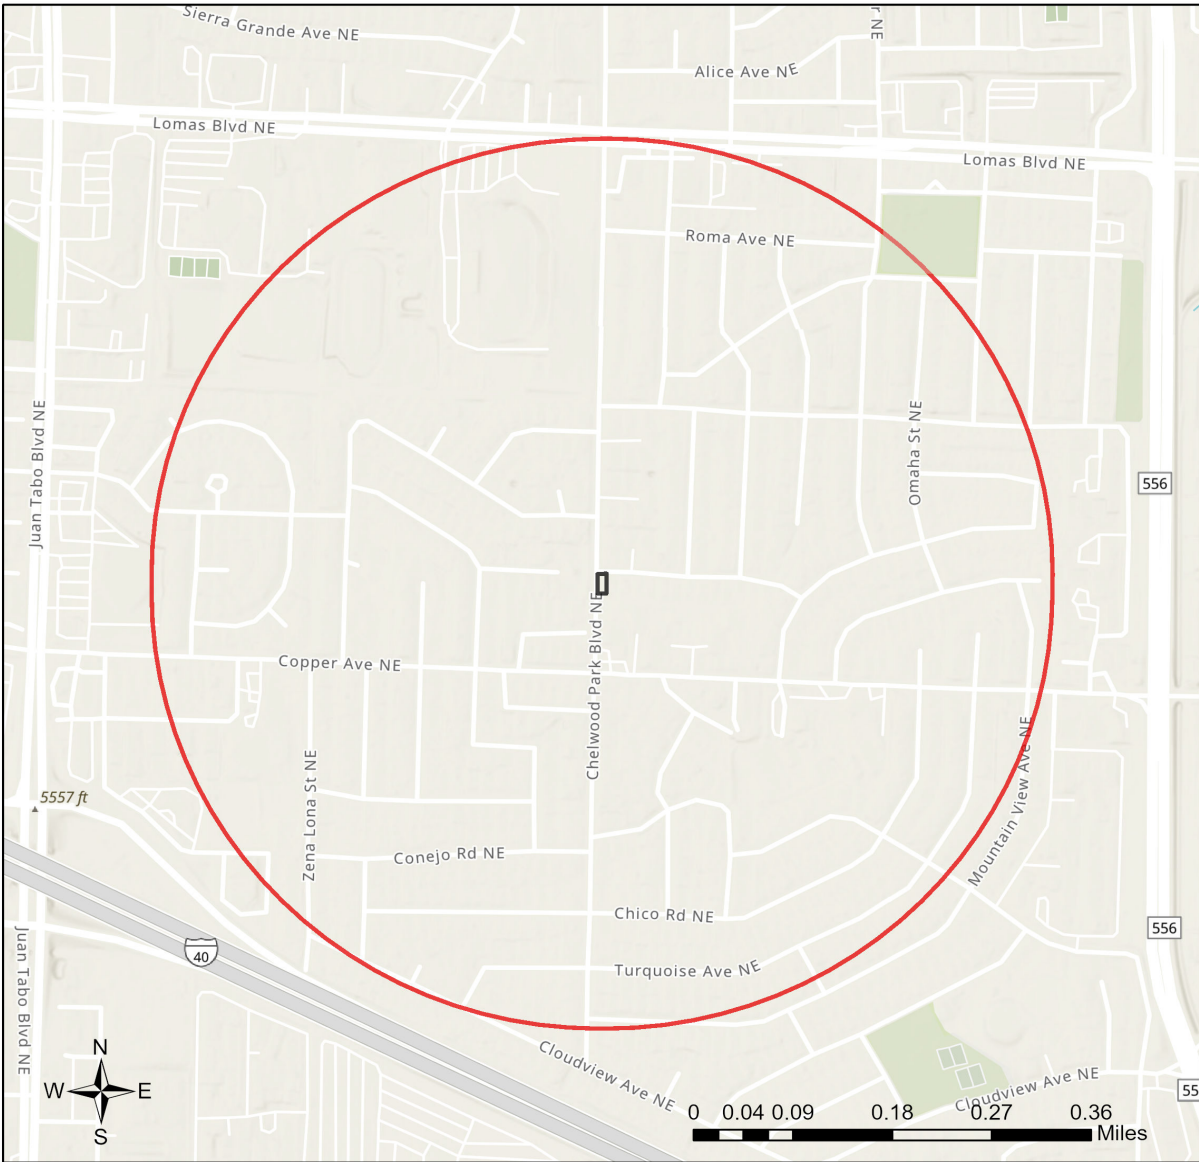 Sierra Grande Ave NE
r NE
Alice Ave NE
Lomas Blvd NE
Lomas Blvd NE
Roma Ave NE
Juan Tabo Blvd NE
Omaha St NE
556
Chelwood Park Blvd NE
Copper Ave NE
Mountain View Ave NE
Zena Lona St NE
5557 ft
Conejo Rd NE
Chico Rd NE
556
40
Juan Tabo Blvd NE
Turquoise Ave NE
Cloudview Ave NE
Cloudview Ave NE
55
N
W E
S
0 0.04 0.09 0.18 0.27 0.36
Miles